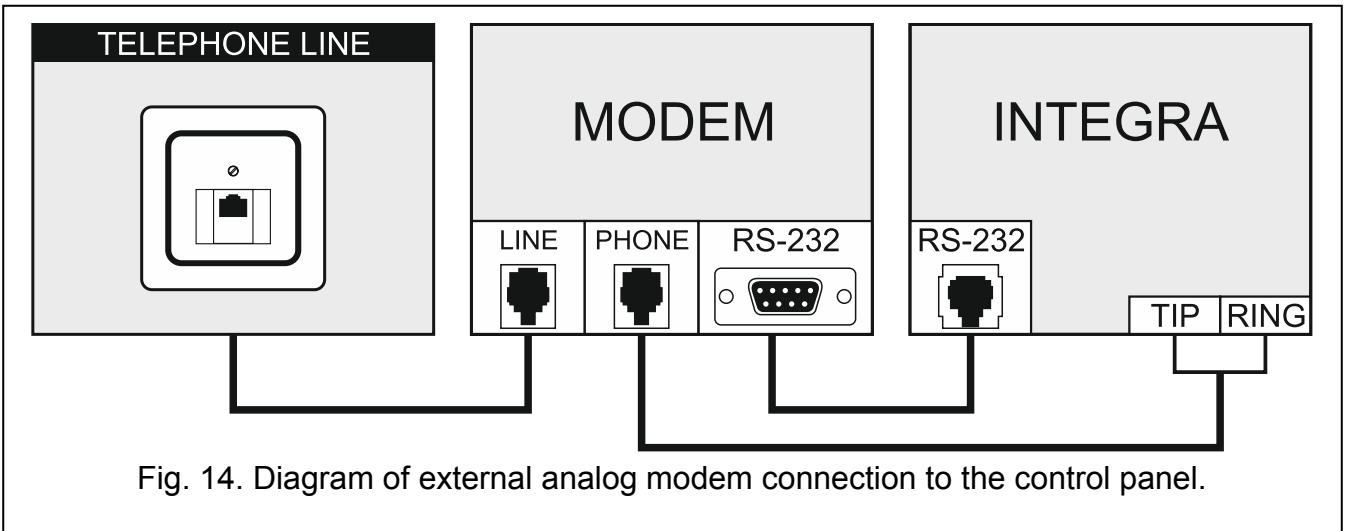 TELEPHONE LINE
MODEM
INTEGRA
LINE
PHONE
RS-232
RS-232
TIP
RING
Fig. 14. Diagram of external analog modem connection to the control panel.